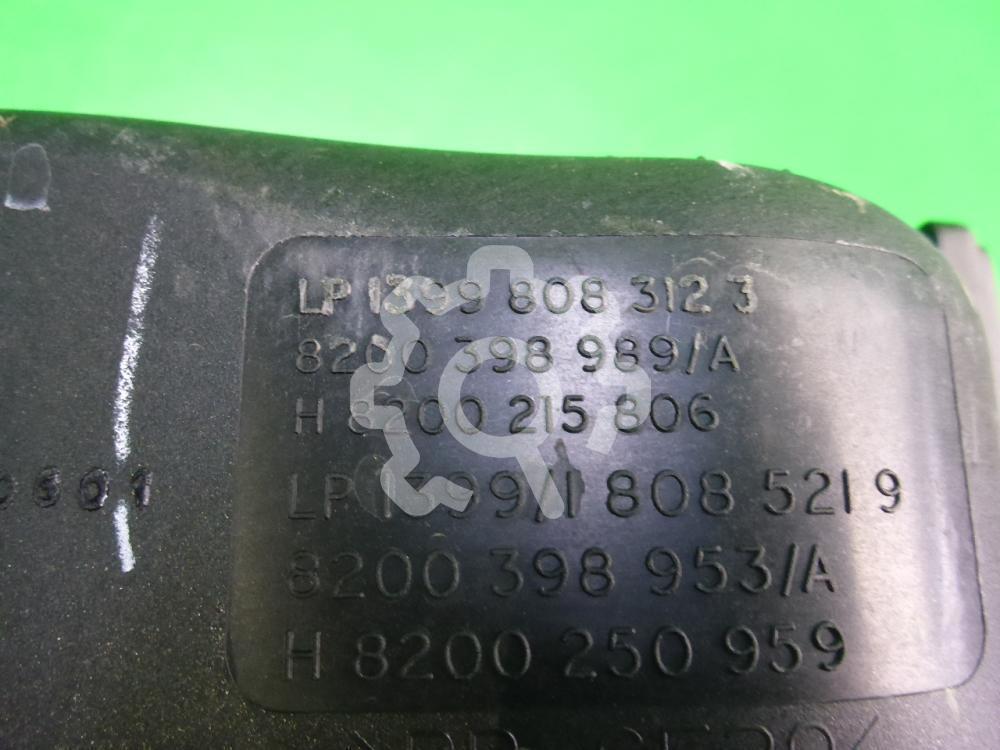 LP 1399 808 312 3
8200 398 989/A
H 8200 215 806
LP 1399/1 808 521 9
8200 398 953/A
H 8200 250 959